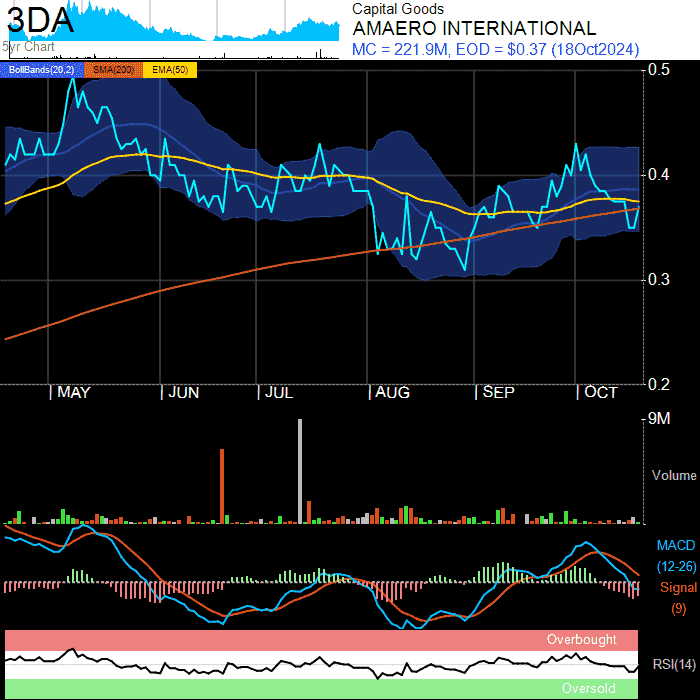 3DA
5yr Chart
Capital Goods
AMAERO INTERNATIONAL
MC = 221.9M, EOD = $0.37 (18Oct2024)
BollBands(20,2) SMA(200) EMA(50)
0.5
0.4
0.3
0.2
MAY JUN JUL AUG SEP OCT
9M
Volume
MACD
(12-26)
Signal
(9)
Overbought
RSI(14)
Oversold